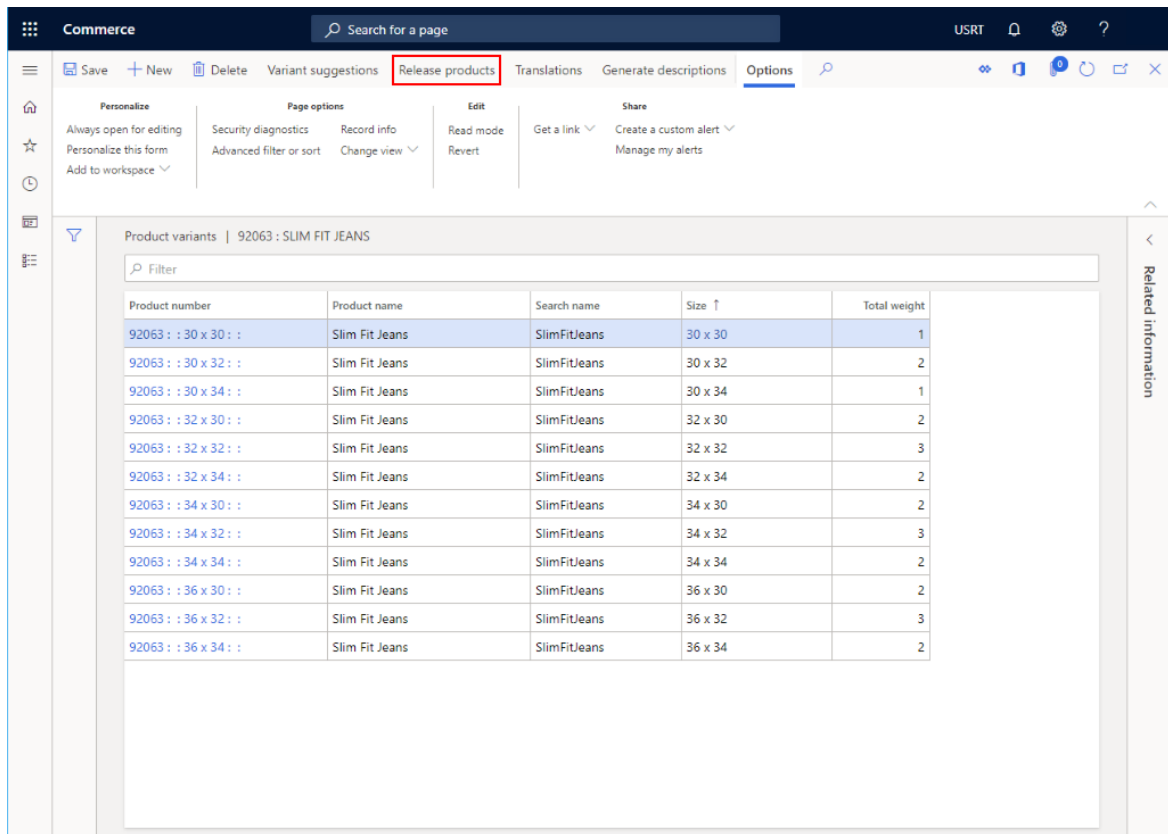 Commerce
Search for a page
USRT
?
Save New Delete Variant suggestions Release products Translations Generate descriptions Options
0
Personalize Page options Edit Share
Always open for editing Security diagnostics Record info Read mode Get a link Create a custom alert
Personalize this form Advanced filter or sort Change view Revert Manage my alerts
Add to workspace
Product variants | 92063 : SLIM FIT JEANS
Filter
Related information
Product number Product name Search name Size ↑ Total weight
92063 : : 30 x 30 : : Slim Fit Jeans SlimFitJeans 30 x 30 1
92063 : : 30 x 32 : : Slim Fit Jeans SlimFitJeans 30 x 32 2
92063 : : 30 x 34 : : Slim Fit Jeans SlimFitJeans 30 x 34 1
92063 : : 32 x 30 : : Slim Fit Jeans SlimFitJeans 32 x 30 2
92063 : : 32 x 32 : : Slim Fit Jeans SlimFitJeans 32 x 32 3
92063 : : 32 x 34 : : Slim Fit Jeans SlimFitJeans 32 x 34 2
92063 : : 34 x 30 : : Slim Fit Jeans SlimFitJeans 34 x 30 2
92063 : : 34 x 32 : : Slim Fit Jeans SlimFitJeans 34 x 32 3
92063 : : 34 x 34 : : Slim Fit Jeans SlimFitJeans 34 x 34 2
92063 : : 36 x 30 : : Slim Fit Jeans SlimFitJeans 36 x 30 2
92063 : : 36 x 32 : : Slim Fit Jeans SlimFitJeans 36 x 32 3
92063 : : 36 x 34 : : Slim Fit Jeans SlimFitJeans 36 x 34 2